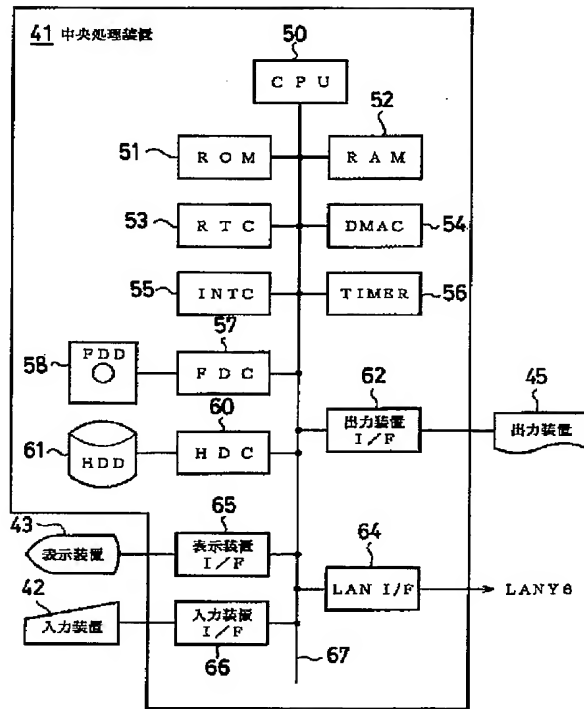 41 中央処理装置
50
CPU
51
ROM
52
RAM
53
RTC
54
DMAC
55
INTC
56
TIMER
57
FDC
58
FDD
60
HDC
61
HDD
62
出力装置
I/F
45
出力装置
43
表示装置
65
表示装置
I/F
64
LAN I/F
LANY6
42
入力装置
入力装置
I/F
66
67